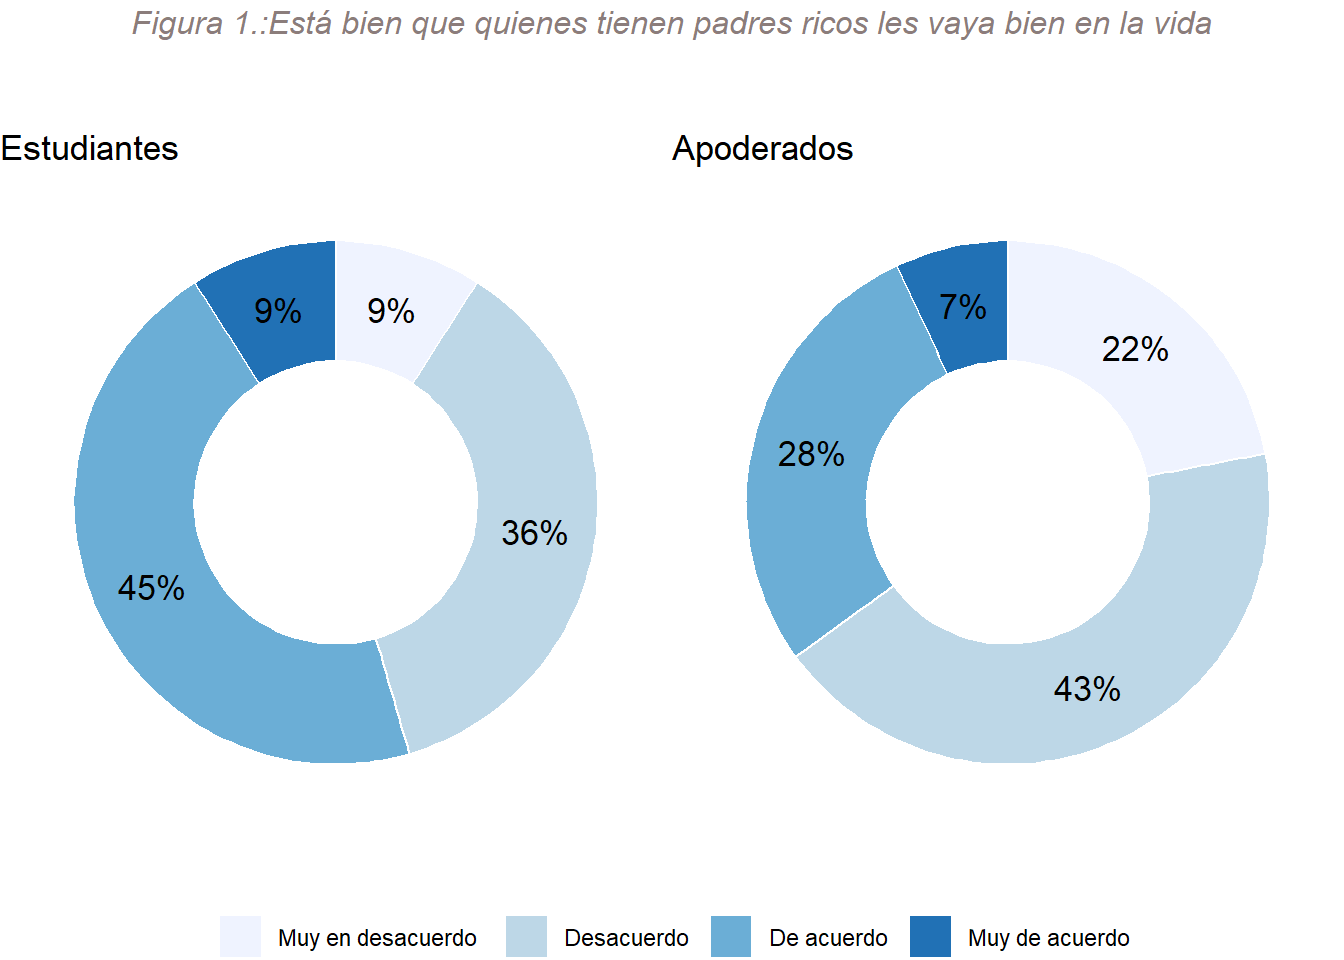 Figura 1.:Está bien que quienes tienen padres ricos les vaya bien en la vida
Estudiantes
Apoderados
9%
9%
36%
45%
7%
22%
28%
43%
Muy en desacuerdo
Desacuerdo
De acuerdo
Muy de acuerdo